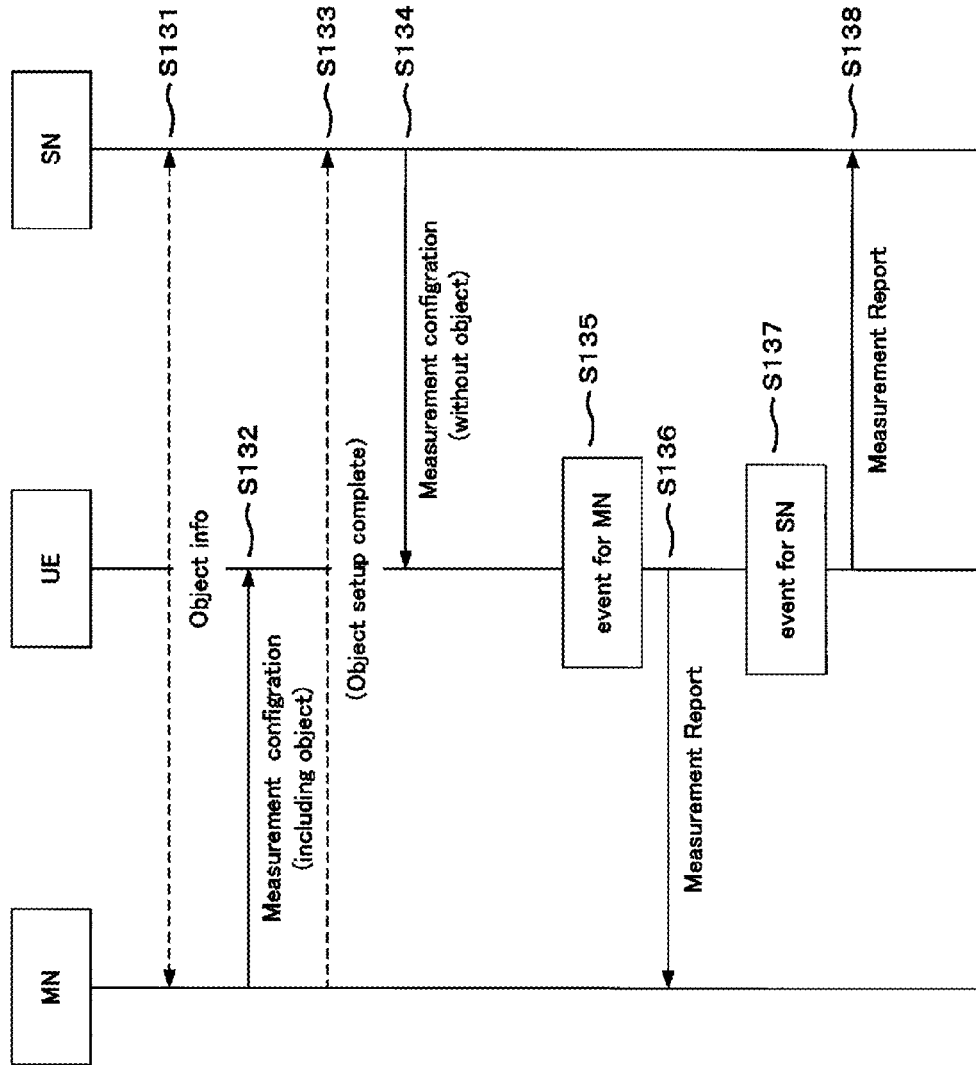 MN
UE
SN
S131
Object info
S132
Measurement configration
(including object)
S133
(Object setup complete)
S134
Measurement configration
(without object)
event for MN
S135
S136
Measurement Report
event for SN
S137
S138
Measurement Report